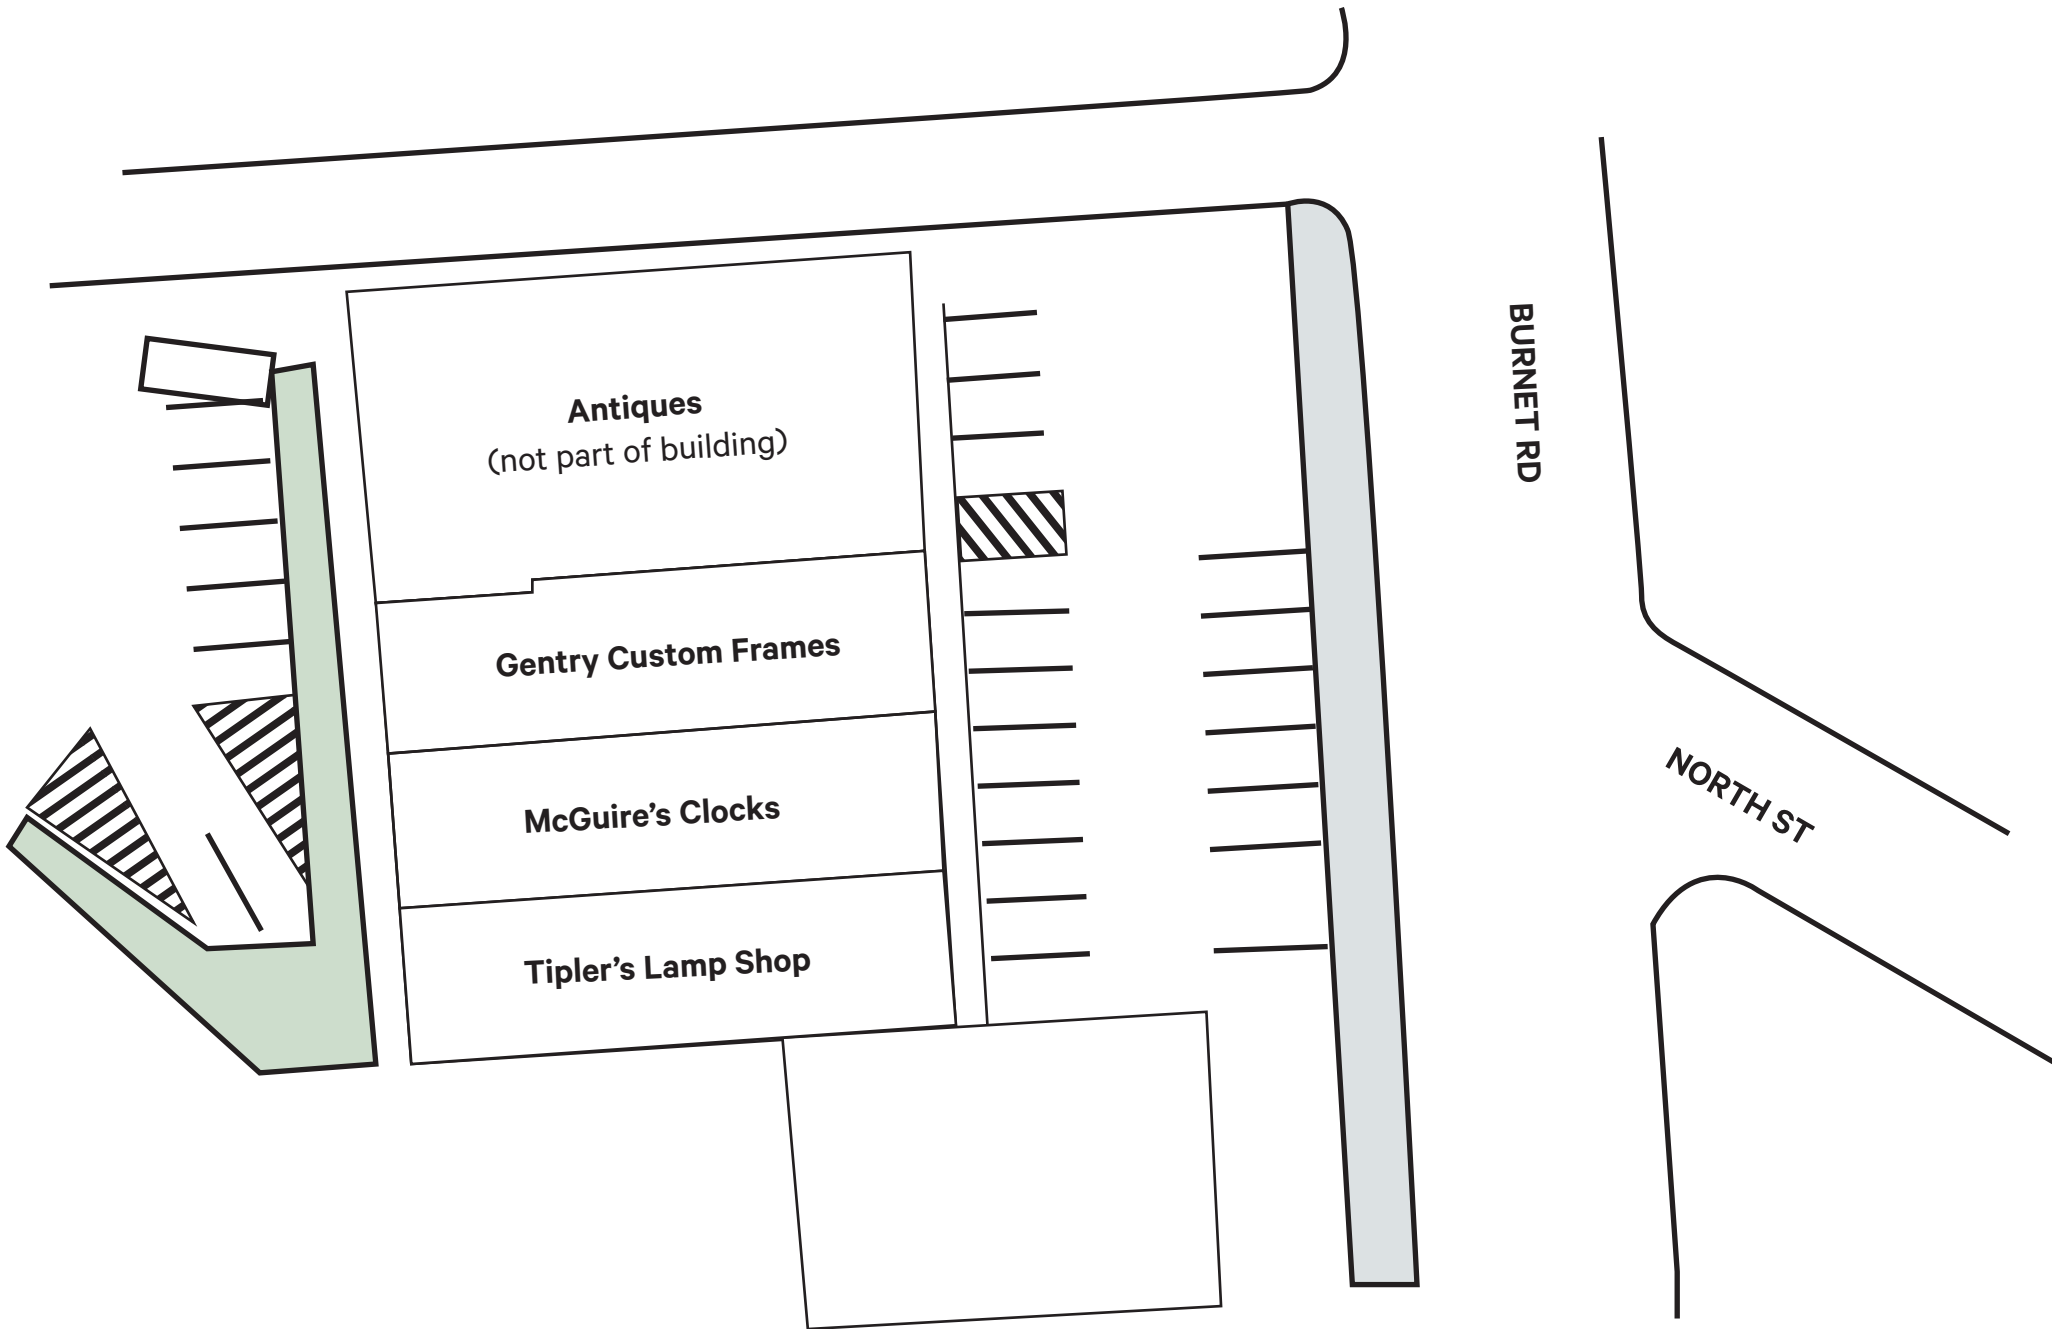 Antiques
(not part of building)
Gentry Custom Frames
McGuire’s Clocks
Tipler’s Lamp Shop
BURNET RD
NORTH ST